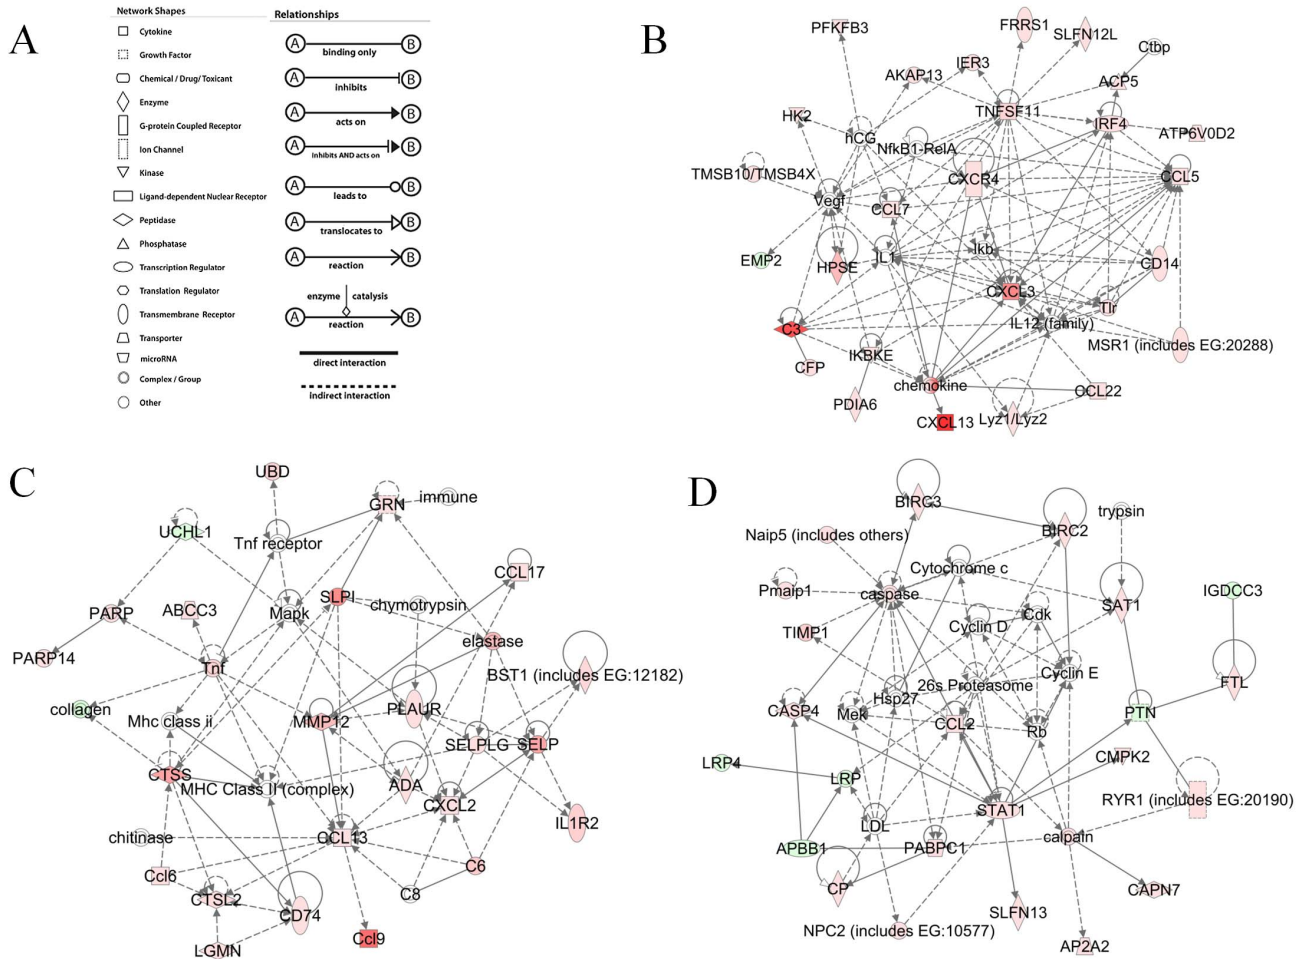 A
Network Shapes
Cytokine
Growth Factor
Chemical / Drug/ Toxicant
Enzyme
G-protein Coupled Receptor
Ion Channel
Kinase
Ligand-dependent Nuclear Receptor
Peptidase
Phosphatase
Transcription Regulator
Translation Regulator
Transmembrane Receptor
Transporter
microRNA
Complex / Group
Other
Relationships
A B
binding only
A B
inhibits
A B
acts on
A B
Inhibits AND acts on
A B
leads to
A B
translocates to
A B
reaction
enzyme catalysis
A B
reaction
direct interaction
indirect interaction
B
PFKFB3
FRRS1
SLFN12L
Ctbp
IER3
AKAP13
ACP5
HK2
TNFSF11
IRF4
ATP6V0D2
hCG
NfkB1-RelA
TMSB10/TMSB4X
CXCR4
CCL5
Vegf
CCL7
EMP2
HPSE
IL1
Ikb
CD14
CXCL3
C3
IL12 (family)
Tlr
MSR1 (includes EG:20288)
CFP
IKBKE
chemokine
CCL22
PDIA6
CXCL13
Lyz1/Lyz2
C
UBD
GRN
immune
UCHL1
Tnf receptor
CCL17
SLPI
chymotrypsin
PARP
ABCC3
Mapk
elastase
PARP14
Tnf
BST1 (includes EG:12182)
collagen
Mhc class ii
MMP12
PLAUR
SELPLG
SELP
CTSS
MHC Class II (complex)
ADA
CXCL2
IL1R2
chitinase
CCL13
Ccl6
C6
C8
CTSL2
CD74
LGMN
Ccl9
D
BIRC3
BIRC2
trypsin
Naip5 (includes others)
Cytochrome c
Pmaip1
caspase
SAT1
IGDCC3
TIMP1
Cyclin D
Cdk
Cyclin E
FTL
Hsp27
26s Proteasome
CASP4
Mek
CCL2
Rb
PTN
LRP4
LRP
CMPK2
RYR1 (includes EG:20190)
APBB1
LDL
STAT1
PABPC1
calpain
CP
CAPN7
NPC2 (includes EG:10577)
SLFN13
AP2A2